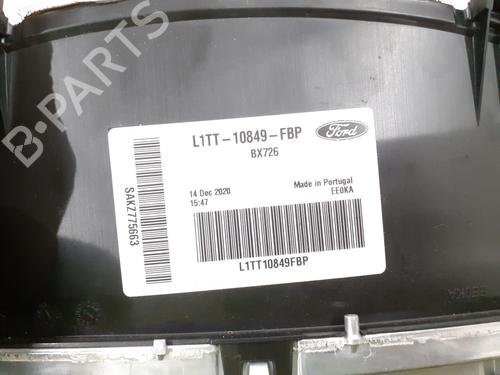 B-PARTS
L1TT-10849-FBP
Ford
BX726
SAKZ775663
14 Dec 2020
15:47
Made in Portugal
EE0KA
L1TT10849FBP